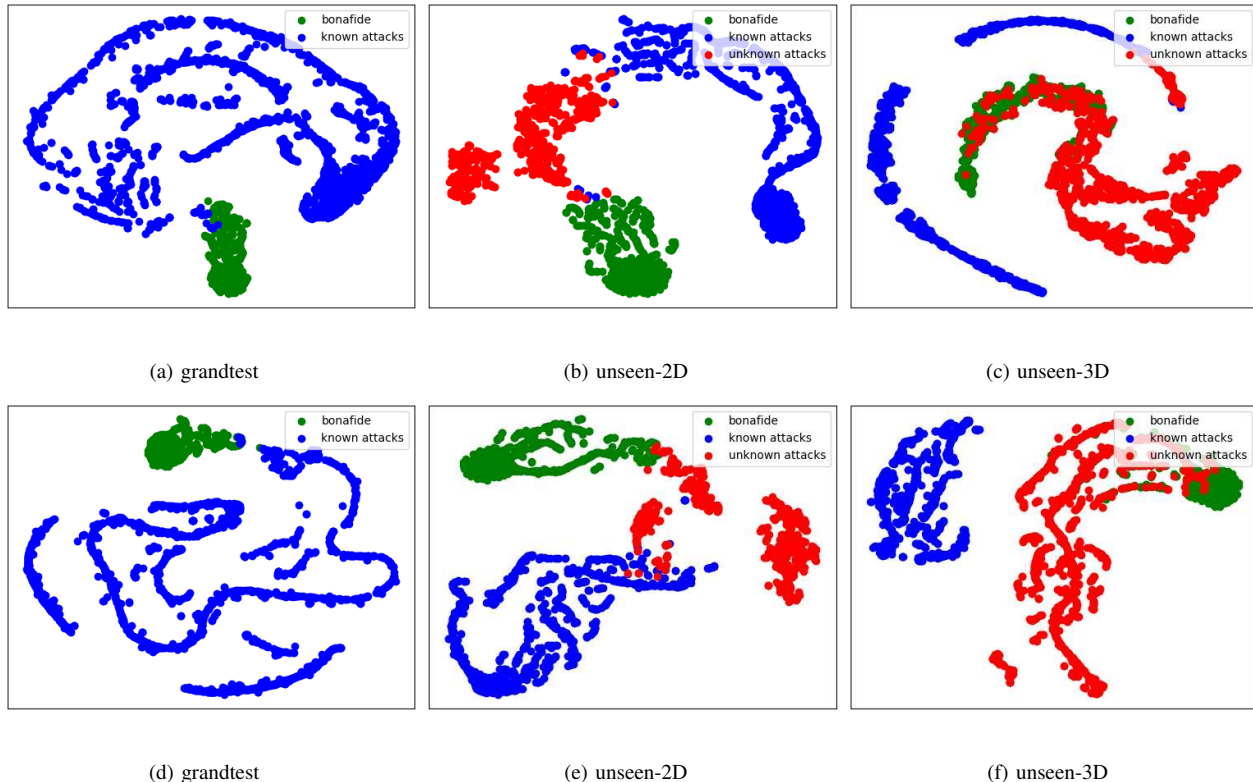 bonafide
known attacks
bonafide
known attacks
unknown attacks
bonafide
known attacks
unknown attacks
(a) grandtest
(b) unseen-2D
(c) unseen-3D
bonafide
known attacks
bonafide
known attacks
unknown attacks
bonafide
known attacks
unknown attacks
(d) grandtest
(e) unseen-2D
(f) unseen-3D